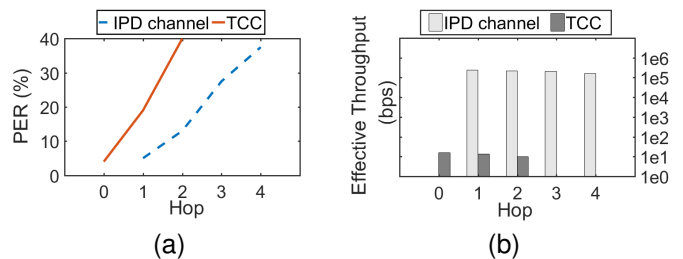 IPD channel TCC
PER (%)
40
30
20
10
0
0 1 2 3 4
Hop
(a)
IPD channel TCC
Effective Throughput
(bps)
1e6
1e5
1e4
1e3
1e2
1e1
1e0
0 1 2 3 4
Hop
(b)